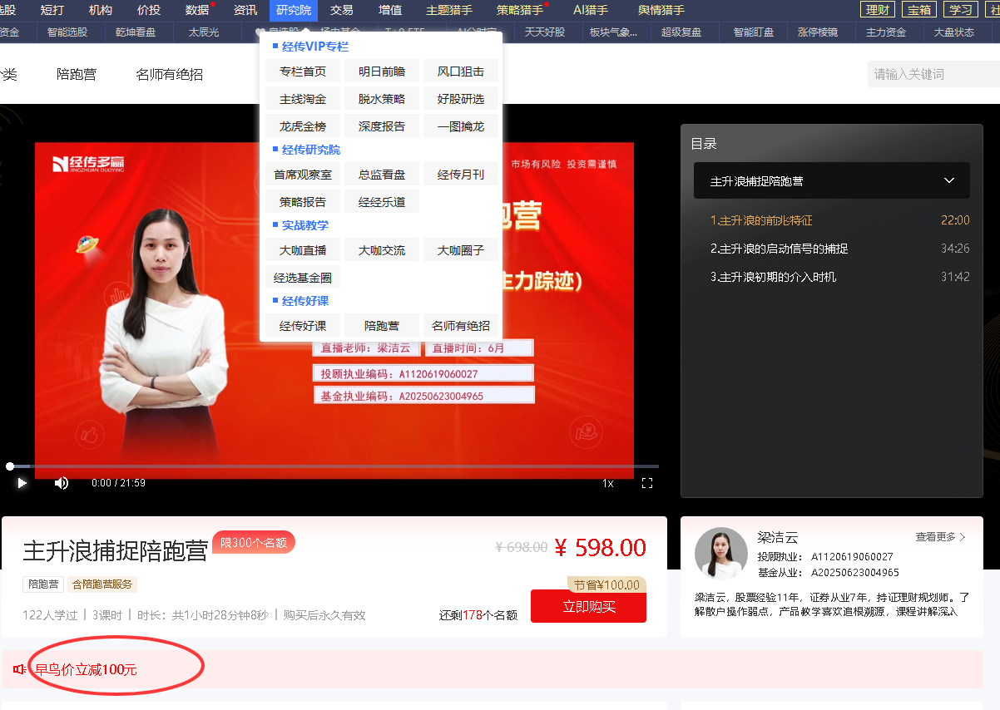 选股 短打 机构 价投 数据 资讯 研究院 交易 增值 主题猎手 策略猎手 AI猎手 舆情猎手 理财 宝箱 学习
资金 智能选股 乾坤看盘 太辰光 天天好股 板块气象... 超级复盘 智能盯盘 涨停棱镜 主力资金 大盘状态
陪跑营 名师有绝招 请输入关键词
经传VIP专栏
专栏首页 明日前瞻 风口狙击
主线淘金 脱水策略 好股研选
龙虎金榜 深度报告 一图擒龙
经传研究院
首席观察室 总监看盘 经传月刊
策略报告 经经乐道
实战教学
大咖直播 大咖交流 大咖圈子
经选基金圈
经传好课
经传好课 陪跑营 名师有绝招
经传多赢
JINGZHUAN DUOYING
市场有风险 投资需谨慎
跑营
主力踪迹）
直播老师：梁洁云 直播时间：6月
投顾执业编码：A1120619060027
基金执业编码：A20250623004965
0:00 / 21:59 1x
目录
主升浪捕捉陪跑营
1.主升浪的前兆特征 22:00
2.主升浪的启动信号的捕捉 34:26
3.主升浪初期的介入时机 31:42
主升浪捕捉陪跑营 限300个名额 ¥ 698.00 ¥ 598.00
陪跑营 含陪跑营服务 节省¥100.00
122人学过 | 3课时 | 时长：共1小时28分钟8秒 | 购买后永久有效 还剩178个名额 立即购买
梁洁云 查看更多
投顾执业： A1120619060027
基金从业： A20250623004965
梁洁云，股票经验11年，证券从业7年，持证理财规划师。了
解散户操作弱点，产品教学喜欢追根溯源，课程讲解深入
早鸟价立减100元